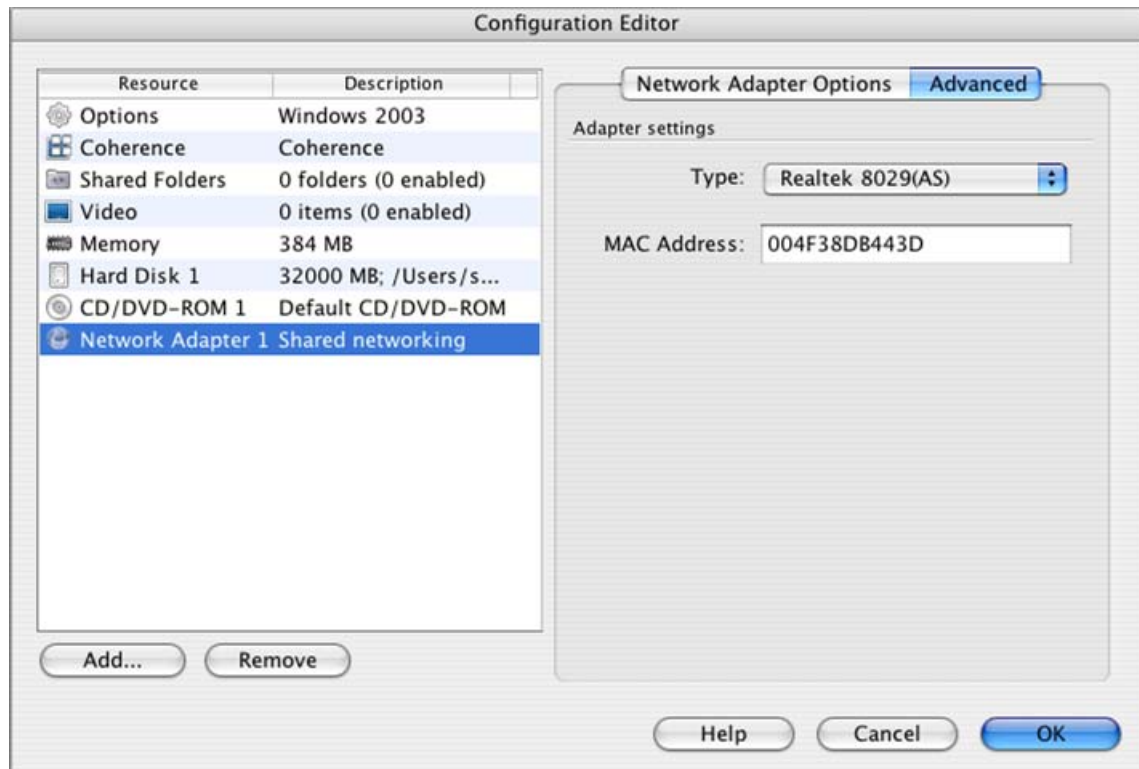 Configuration Editor
Resource Description
Options Windows 2003
Coherence Coherence
Shared Folders 0 folders (0 enabled)
Video 0 items (0 enabled)
Memory 384 MB
Hard Disk 1 32000 MB; /Users/s...
CD/DVD-ROM 1 Default CD/DVD-ROM
Network Adapter 1 Shared networking
Add... Remove
Network Adapter Options Advanced
Adapter settings
Type: Realtek 8029(AS)
MAC Address: 004F38DB443D
Help Cancel OK